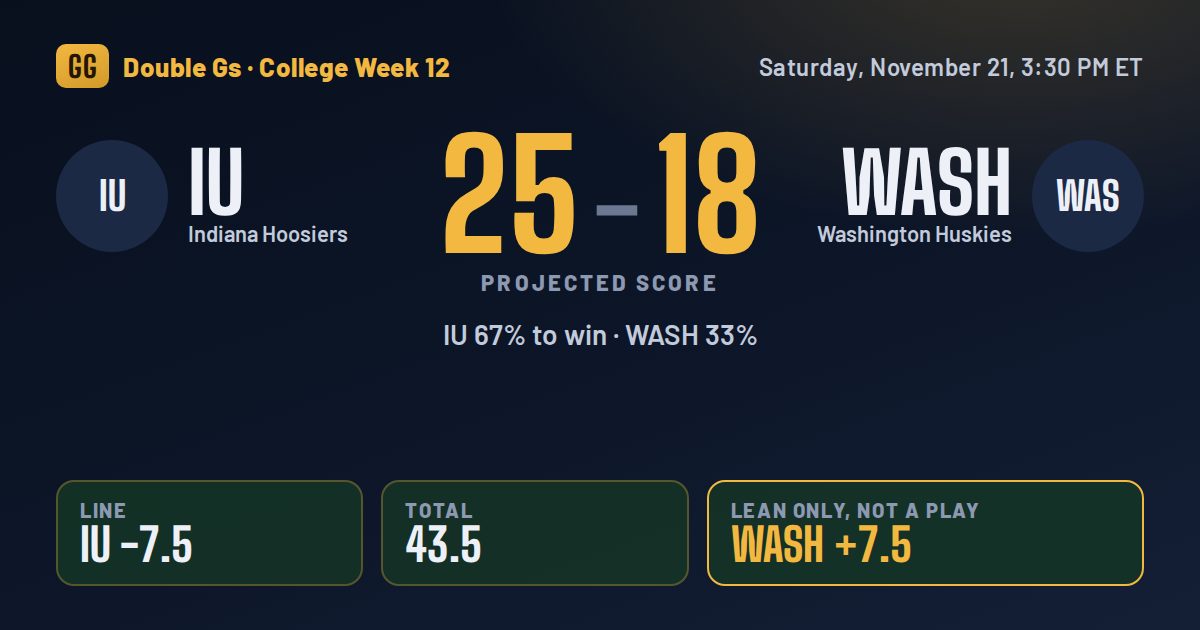 GG Double Gs · College Week 12
Saturday, November 21, 3:30 PM ET
IU
IU
Indiana Hoosiers
25 – 18
PROJECTED SCORE
IU 67% to win · WASH 33%
WASH
Washington Huskies
WAS
LINE
IU −7.5
TOTAL
43.5
LEAN ONLY, NOT A PLAY
WASH +7.5